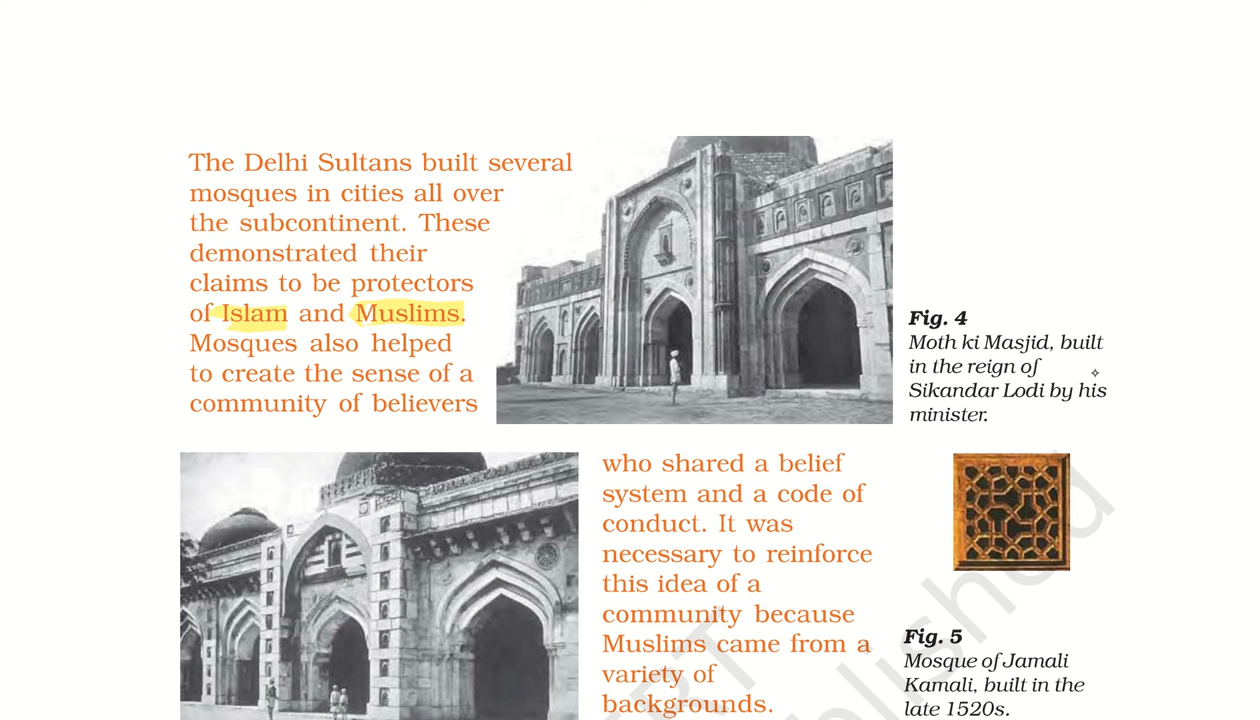 The Delhi Sultans built several
mosques in cities all over
the subcontinent. These
demonstrated their
claims to be protectors
of Islam and Muslims.
Mosques also helped
to create the sense of a
community of believers
Fig. 4
Moth ki Masjid, built
in the reign of
Sikandar Lodi by his
minister.
who shared a belief
system and a code of
conduct. It was
necessary to reinforce
this idea of a
community because
Muslims came from a
variety of
backgrounds.
Fig. 5
Mosque of Jamali
Kamali, built in the
late 1520s.